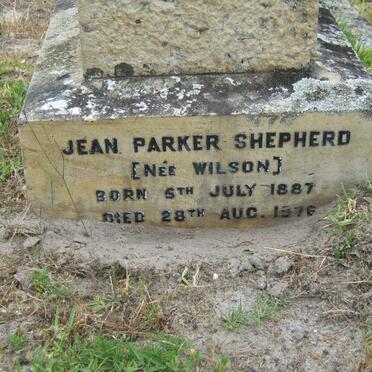 JEAN PARKER SHEPHERD
[NÉE WILSON]
BORN 5TH JULY 1887
DIED 28TH AUG. 1976